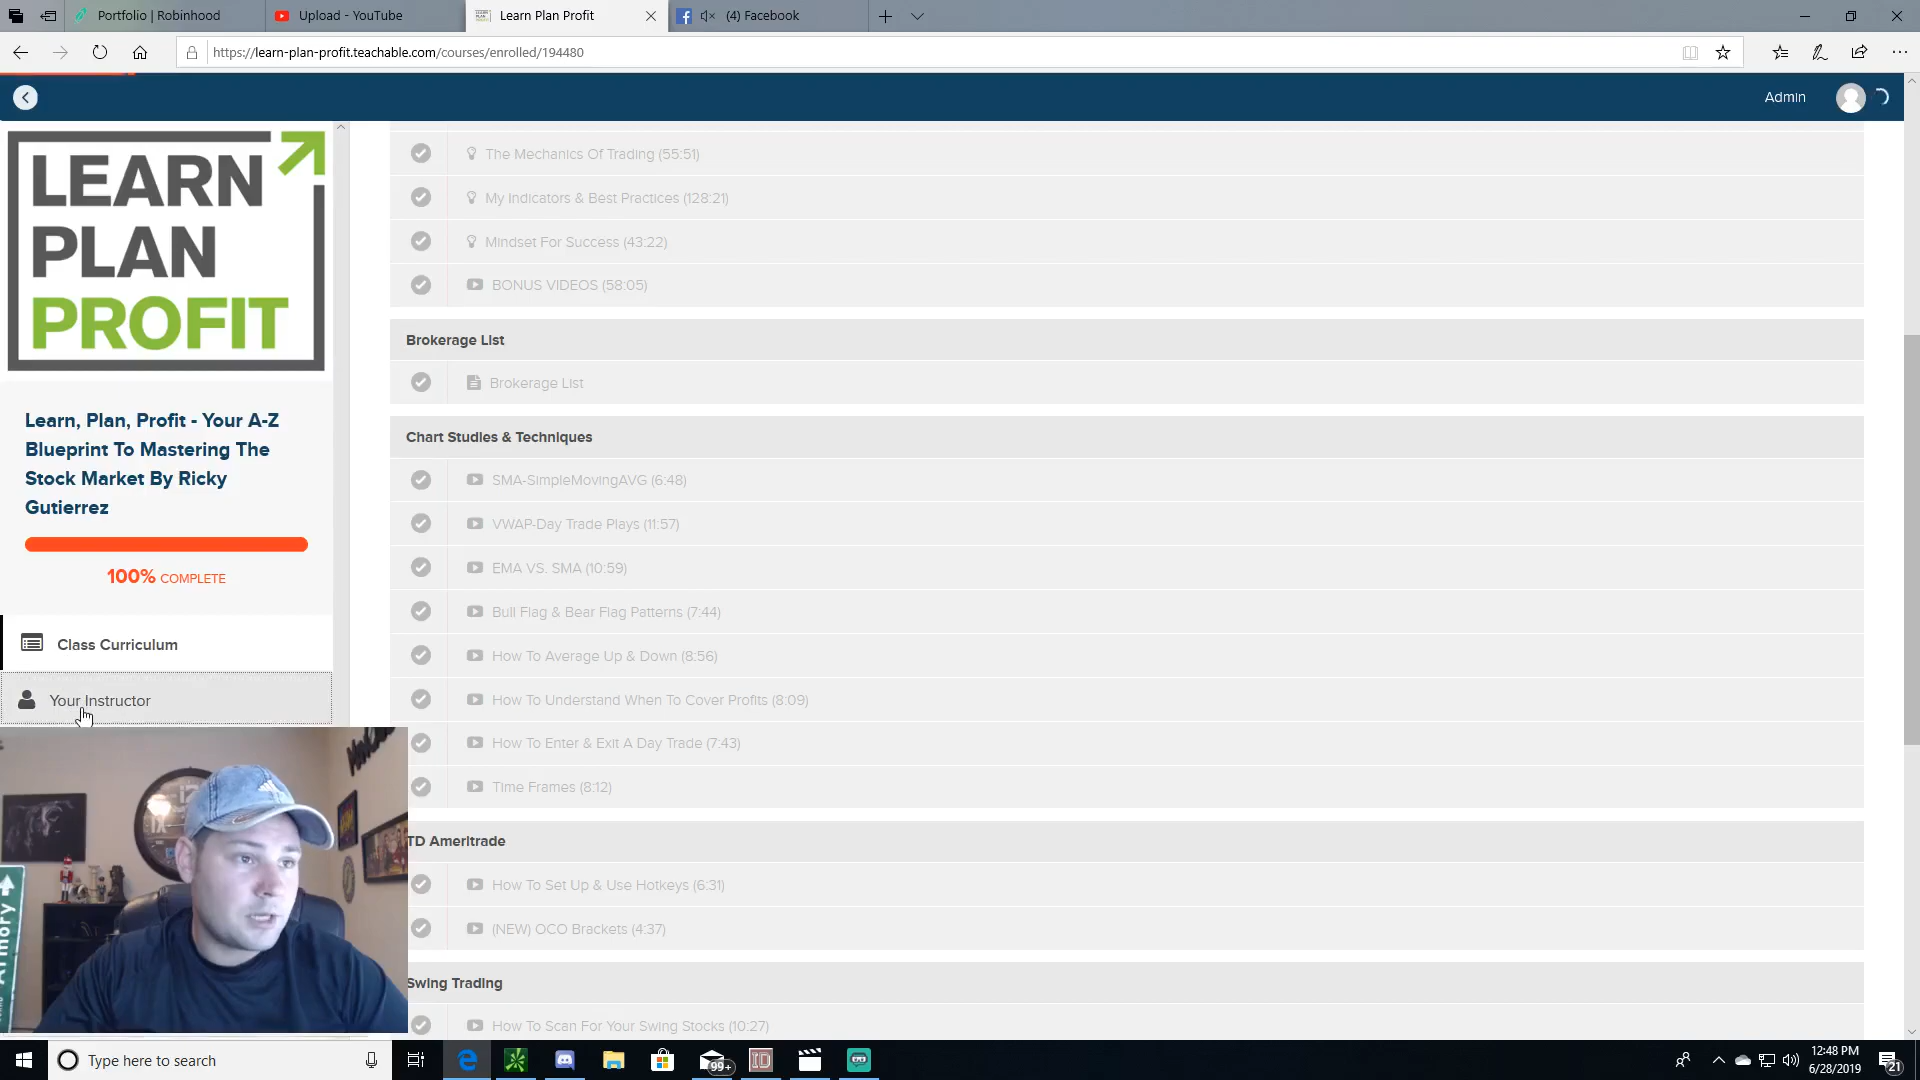 Portfolio | Robinhood
Upload - YouTube
Learn Plan Profit
(4) Facebook
https://learn-plan-profit.teachable.com/courses/enrolled/194480
Admin
LEARN
PLAN
PROFIT
Learn, Plan, Profit - Your A-Z
Blueprint To Mastering The
Stock Market By Ricky
Gutierrez
100% COMPLETE
Class Curriculum
Your Instructor
The Mechanics Of Trading (55:51)
My Indicators & Best Practices (128:21)
Mindset For Success (43:22)
BONUS VIDEOS (58:05)
Brokerage List
Brokerage List
Chart Studies & Techniques
SMA-SimpleMovingAVG (6:48)
VWAP-Day Trade Plays (11:57)
EMA VS. SMA (10:59)
Bull Flag & Bear Flag Patterns (7:44)
How To Average Up & Down (8:56)
How To Understand When To Cover Profits (8:09)
How To Enter & Exit A Day Trade (7:43)
Time Frames (8:12)
TD Ameritrade
How To Set Up & Use Hotkeys (6:31)
(NEW) OCO Brackets (4:37)
Swing Trading
How To Scan For Your Swing Stocks (10:27)
Armory
Type here to search
99+
12:48 PM
6/28/2019
21